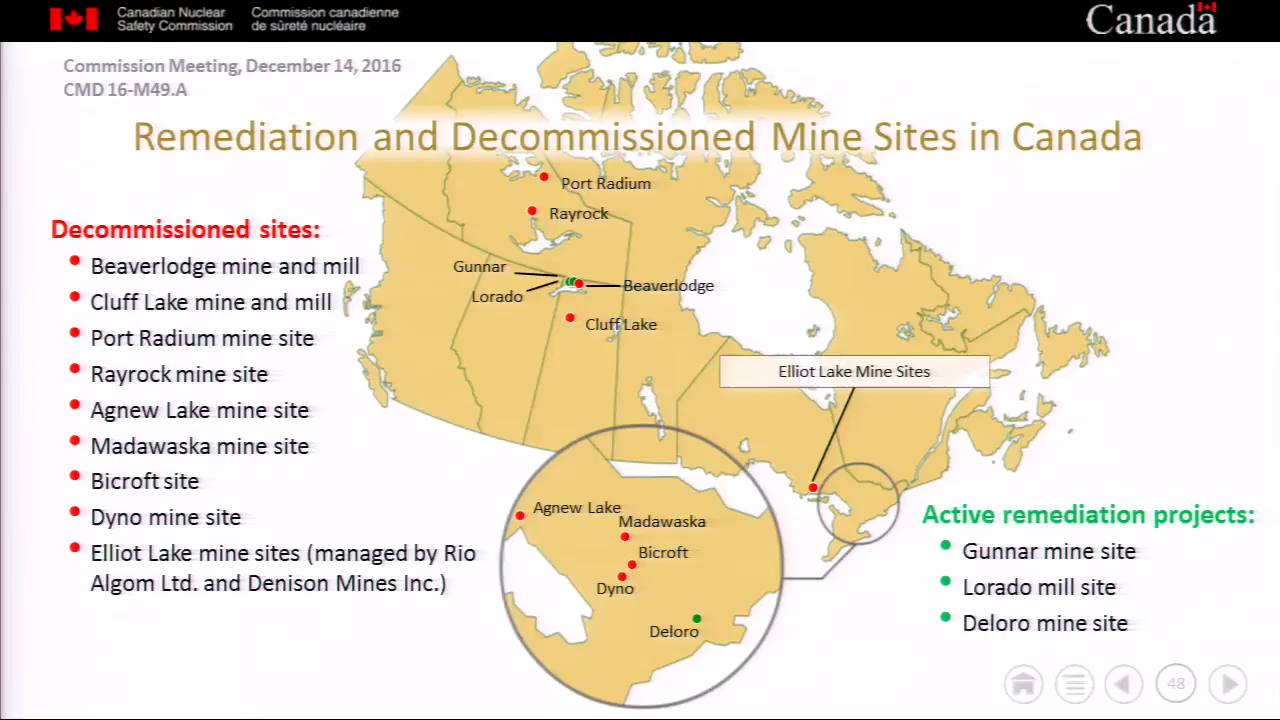 Canadian Nuclear Safety Commission
Commission canadienne de sûreté nucléaire
Canada
Commission Meeting, December 14, 2016
CMD 16-M49.A
Remediation and Decommissioned Mine Sites in Canada
Port Radium
Rayrock
Gunnar
Lorado
Beaverlodge
Cluff Lake
Elliot Lake Mine Sites
Decommissioned sites:
• Beaverlodge mine and mill
• Cluff Lake mine and mill
• Port Radium mine site
• Rayrock mine site
• Agnew Lake mine site
• Madawaska mine site
• Bicroft site
• Dyno mine site
• Elliot Lake mine sites (managed by Rio
Algom Ltd. and Denison Mines Inc.)
Agnew Lake
Madawaska
Bicroft
Dyno
Deloro
Active remediation projects:
• Gunnar mine site
• Lorado mill site
• Deloro mine site
48